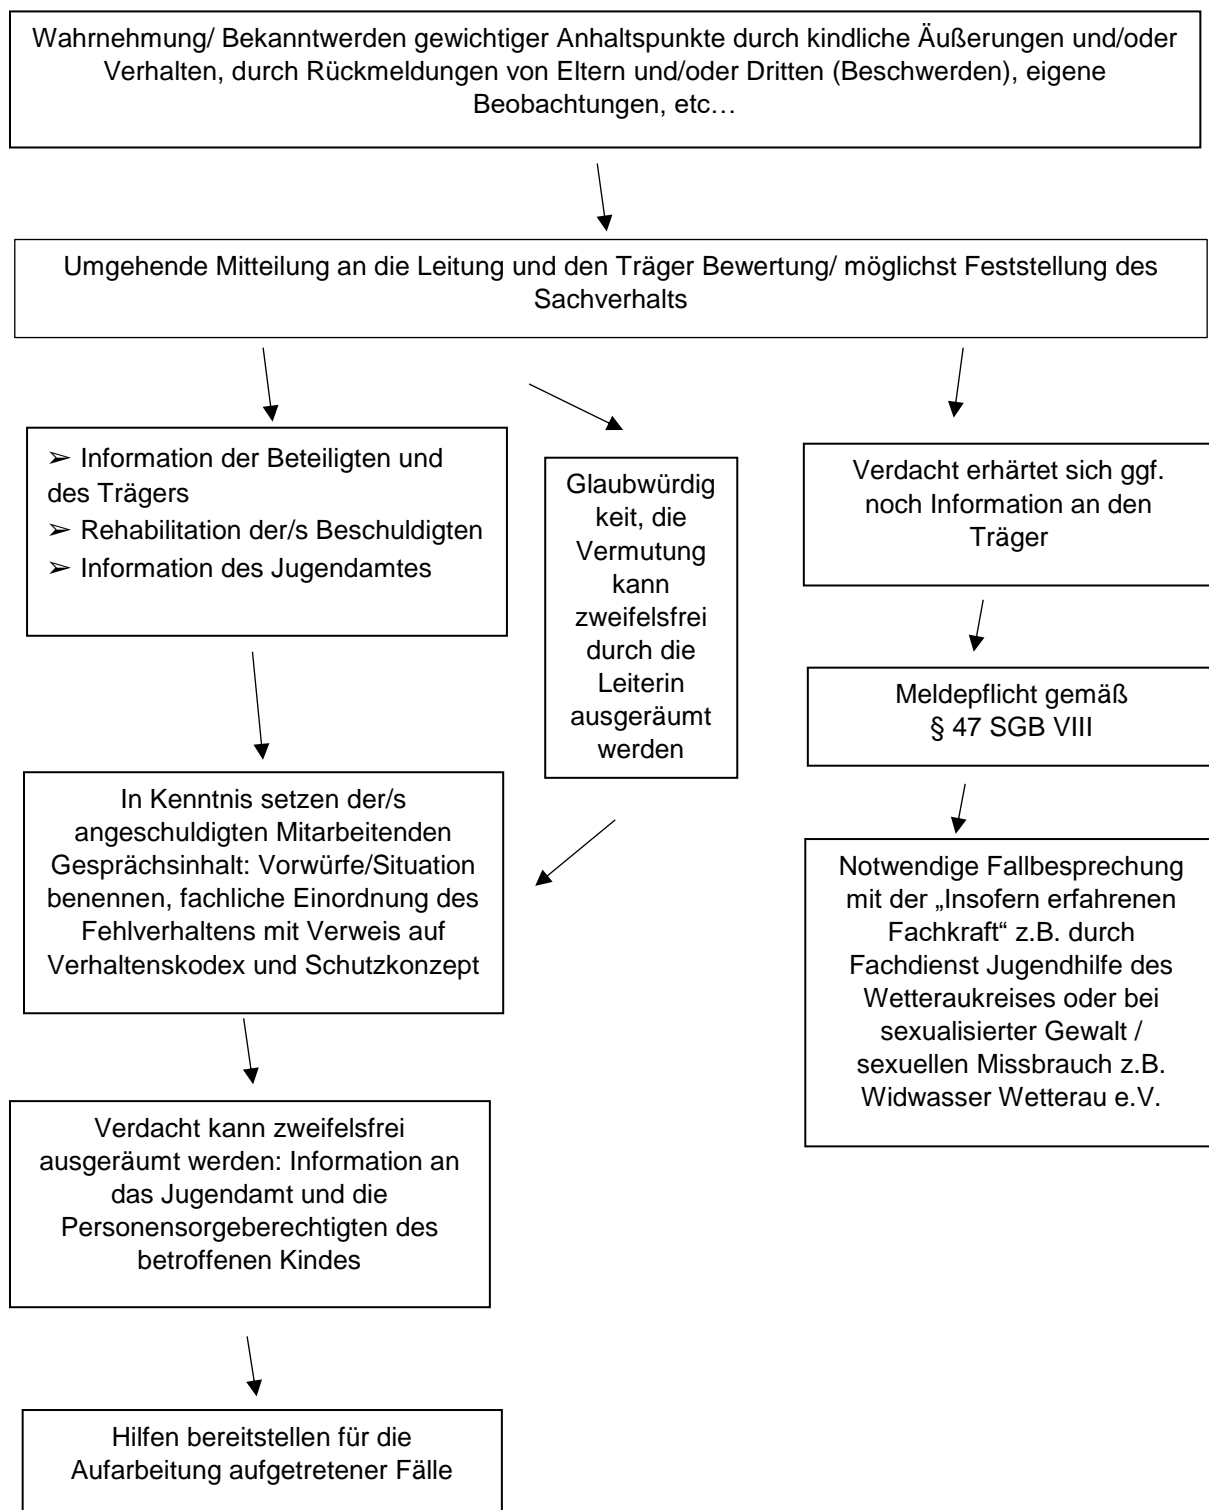 Wahrnehmung/ Bekanntwerden gewichtiger Anhaltspunkte durch kindliche Äußerungen und/oder
Verhalten, durch Rückmeldungen von Eltern und/oder Dritten (Beschwerden), eigene
Beobachtungen, etc…
Umgehende Mitteilung an die Leitung und den Träger Bewertung/ möglichst Feststellung des
Sachverhalts
➢ Information der Beteiligten und
des Trägers
➢ Rehabilitation der/s Beschuldigten
➢ Information des Jugendamtes
Glaubwürdig
keit, die
Vermutung
kann
zweifelsfrei
durch die
Leiterin
ausgeräumt
werden
Verdacht erhärtet sich ggf.
noch Information an den
Träger
Meldepflicht gemäß
§ 47 SGB VIII
In Kenntnis setzen der/s
angeschuldigten Mitarbeitenden
Gesprächsinhalt: Vorwürfe/Situation
benennen, fachliche Einordnung des
Fehlverhaltens mit Verweis auf
Verhaltenskodex und Schutzkonzept
Notwendige Fallbesprechung
mit der „Insofern erfahrenen
Fachkraft“ z.B. durch
Fachdienst Jugendhilfe des
Wetteraukreises oder bei
sexualisierter Gewalt /
sexuellen Missbrauch z.B.
Widwasser Wetterau e.V.
Verdacht kann zweifelsfrei
ausgeräumt werden: Information an
das Jugendamt und die
Personensorgeberechtigten des
betroffenen Kindes
Hilfen bereitstellen für die
Aufarbeitung aufgetretener Fälle